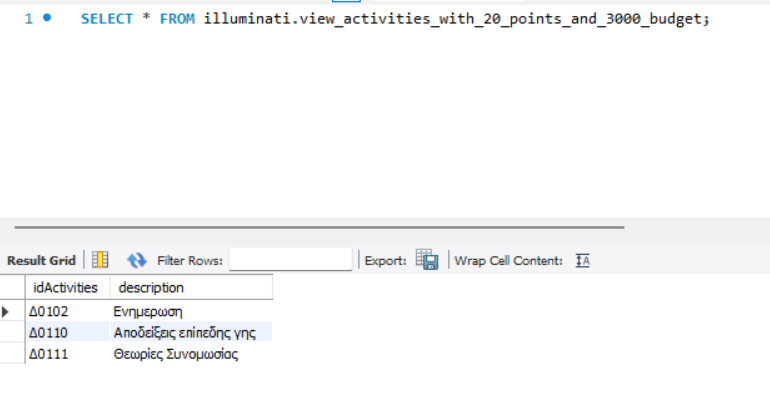 1 SELECT * FROM illuminati.view_activities_with_20_points_and_3000_budget;
Result Grid Filter Rows: Export: Wrap Cell Content:
idActivities description
Δ0102 Ενημερωση
Δ0110 Αποδείξεις επίπεδης γης
Δ0111 Θεωρίες Συνομωσίας